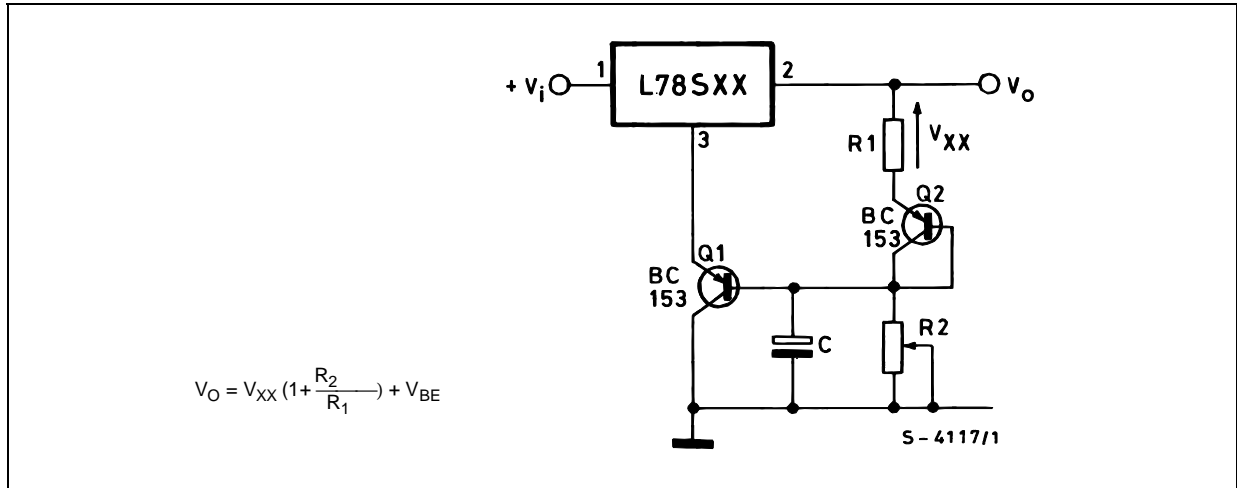 L78SXX
1
2
3
+ Vi
Vo
R1
VXX
Q2
BC
153
Q1
BC
153
C
R2
VO = VXX (1+ R2/R1) + VBE
S-4117/1